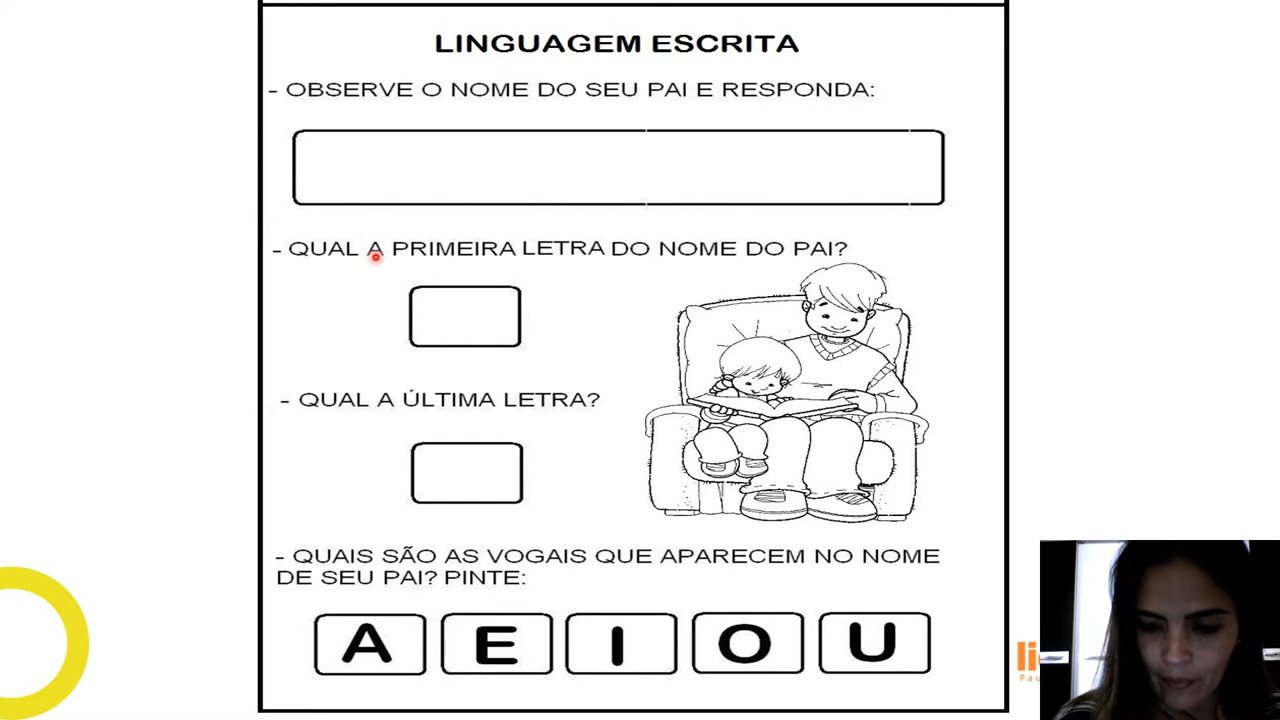 LINGUAGEM ESCRITA
- OBSERVE O NOME DO SEU PAI E RESPONDA:
- QUAL A PRIMEIRA LETRA DO NOME DO PAI?
- QUAL A ÚLTIMA LETRA?
- QUAIS SÃO AS VOGAIS QUE APARECEM NO NOME
DE SEU PAI? PINTE:
A E I O U